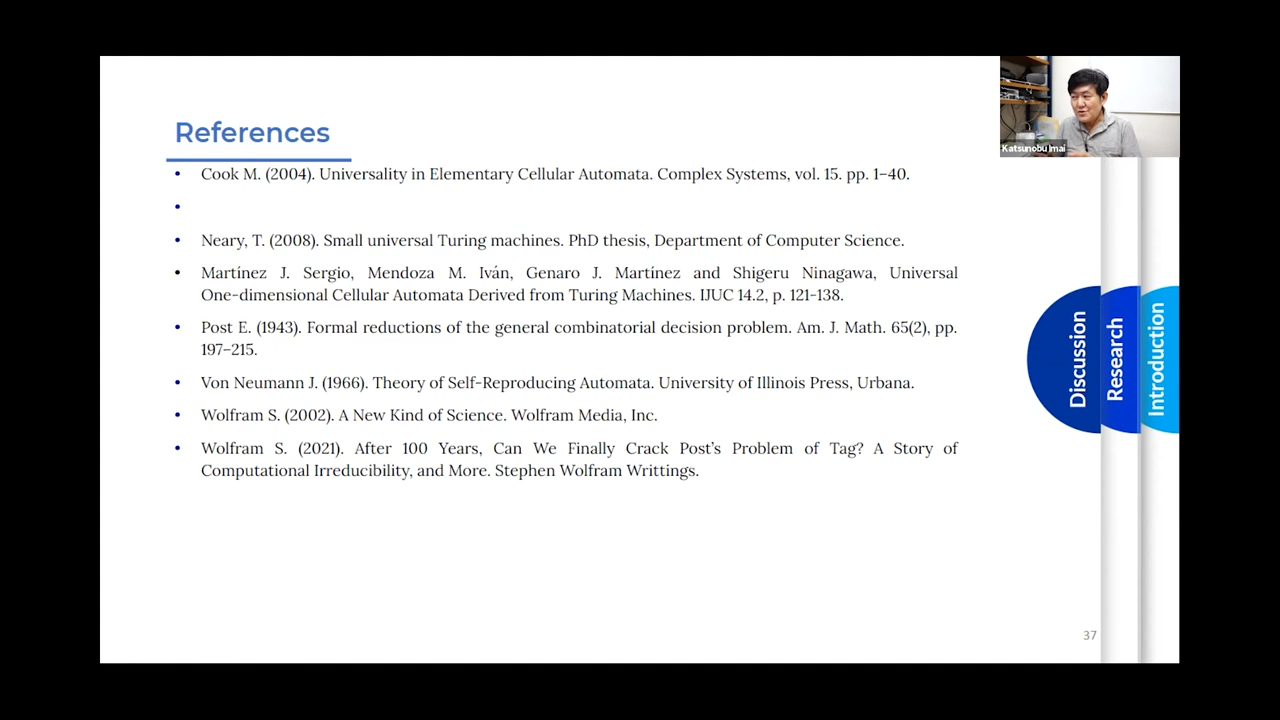 References
• Cook M. (2004). Universality in Elementary Cellular Automata. Complex Systems, vol. 15. pp. 1–40.
•
• Neary, T. (2008). Small universal Turing machines. PhD thesis, Department of Computer Science.
• Martínez J. Sergio, Mendoza M. Iván, Genaro J. Martínez and Shigeru Ninagawa, Universal
One-dimensional Cellular Automata Derived from Turing Machines. IJUC 14.2, p. 121-138.
• Post E. (1943). Formal reductions of the general combinatorial decision problem. Am. J. Math. 65(2), pp.
197–215.
• Von Neumann J. (1966). Theory of Self-Reproducing Automata. University of Illinois Press, Urbana.
• Wolfram S. (2002). A New Kind of Science. Wolfram Media, Inc.
• Wolfram S. (2021). After 100 Years, Can We Finally Crack Post’s Problem of Tag? A Story of
Computational Irreducibility, and More. Stephen Wolfram Writtings.
Katsunobu Imai
Discussion
Research
Introduction
37